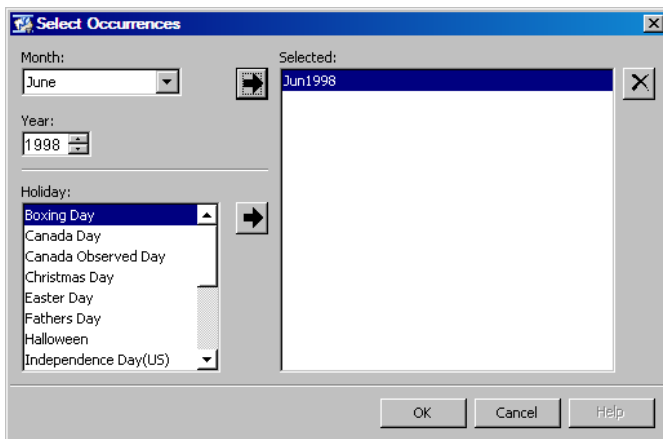 Select Occurrences
Month:
June
Year:
1998
Holiday:
Boxing Day
Canada Day
Canada Observed Day
Christmas Day
Easter Day
Fathers Day
Halloween
Independence Day(US)
Selected:
Jun1998
OK
Cancel
Help